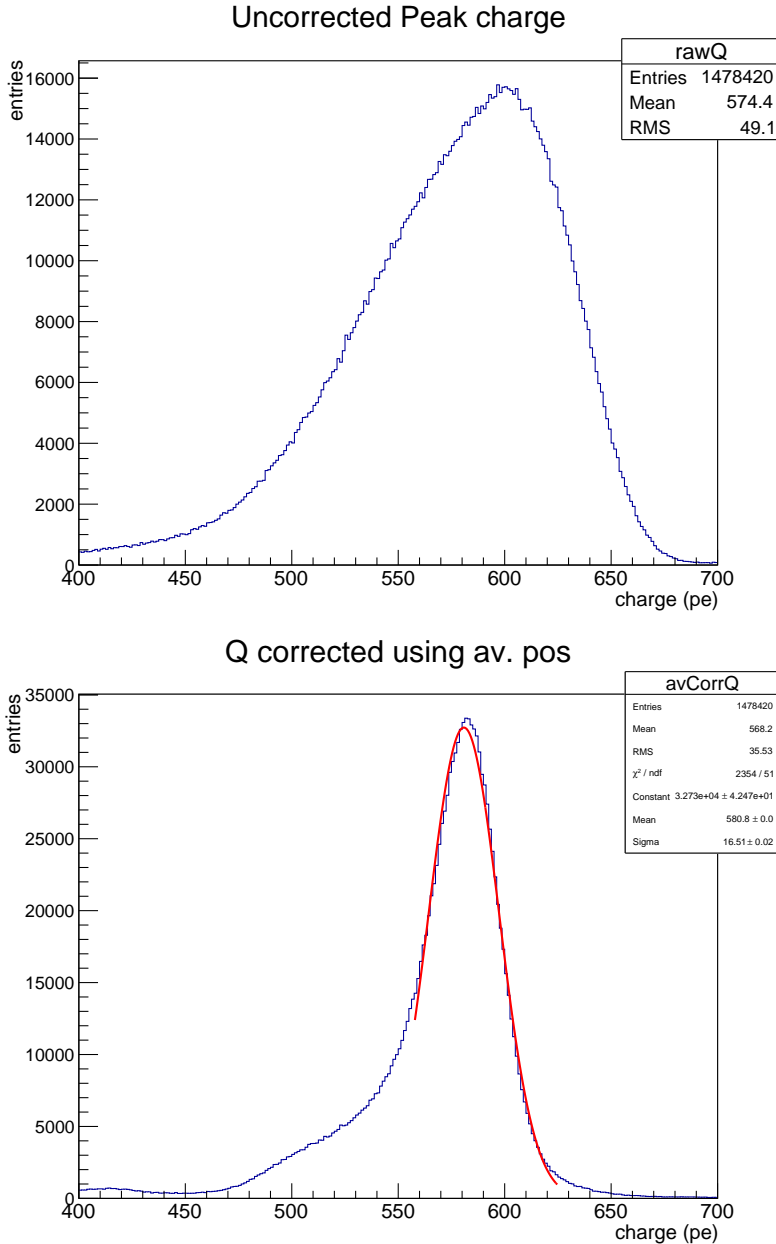 Uncorrected Peak charge
entries
rawQ
Entries 1478420
Mean 574.4
RMS 49.1
16000
14000
12000
10000
8000
6000
4000
2000
0
400 450 500 550 600 650 700
charge (pe)
Q corrected using av. pos
entries
avCorrQ
Entries 1478420
Mean 568.2
RMS 35.53
χ² / ndf 2354 / 51
Constant 3.273e+04 ± 4.247e+01
Mean 580.8 ± 0.0
Sigma 16.51 ± 0.02
35000
30000
25000
20000
15000
10000
5000
0
400 450 500 550 600 650 700
charge (pe)